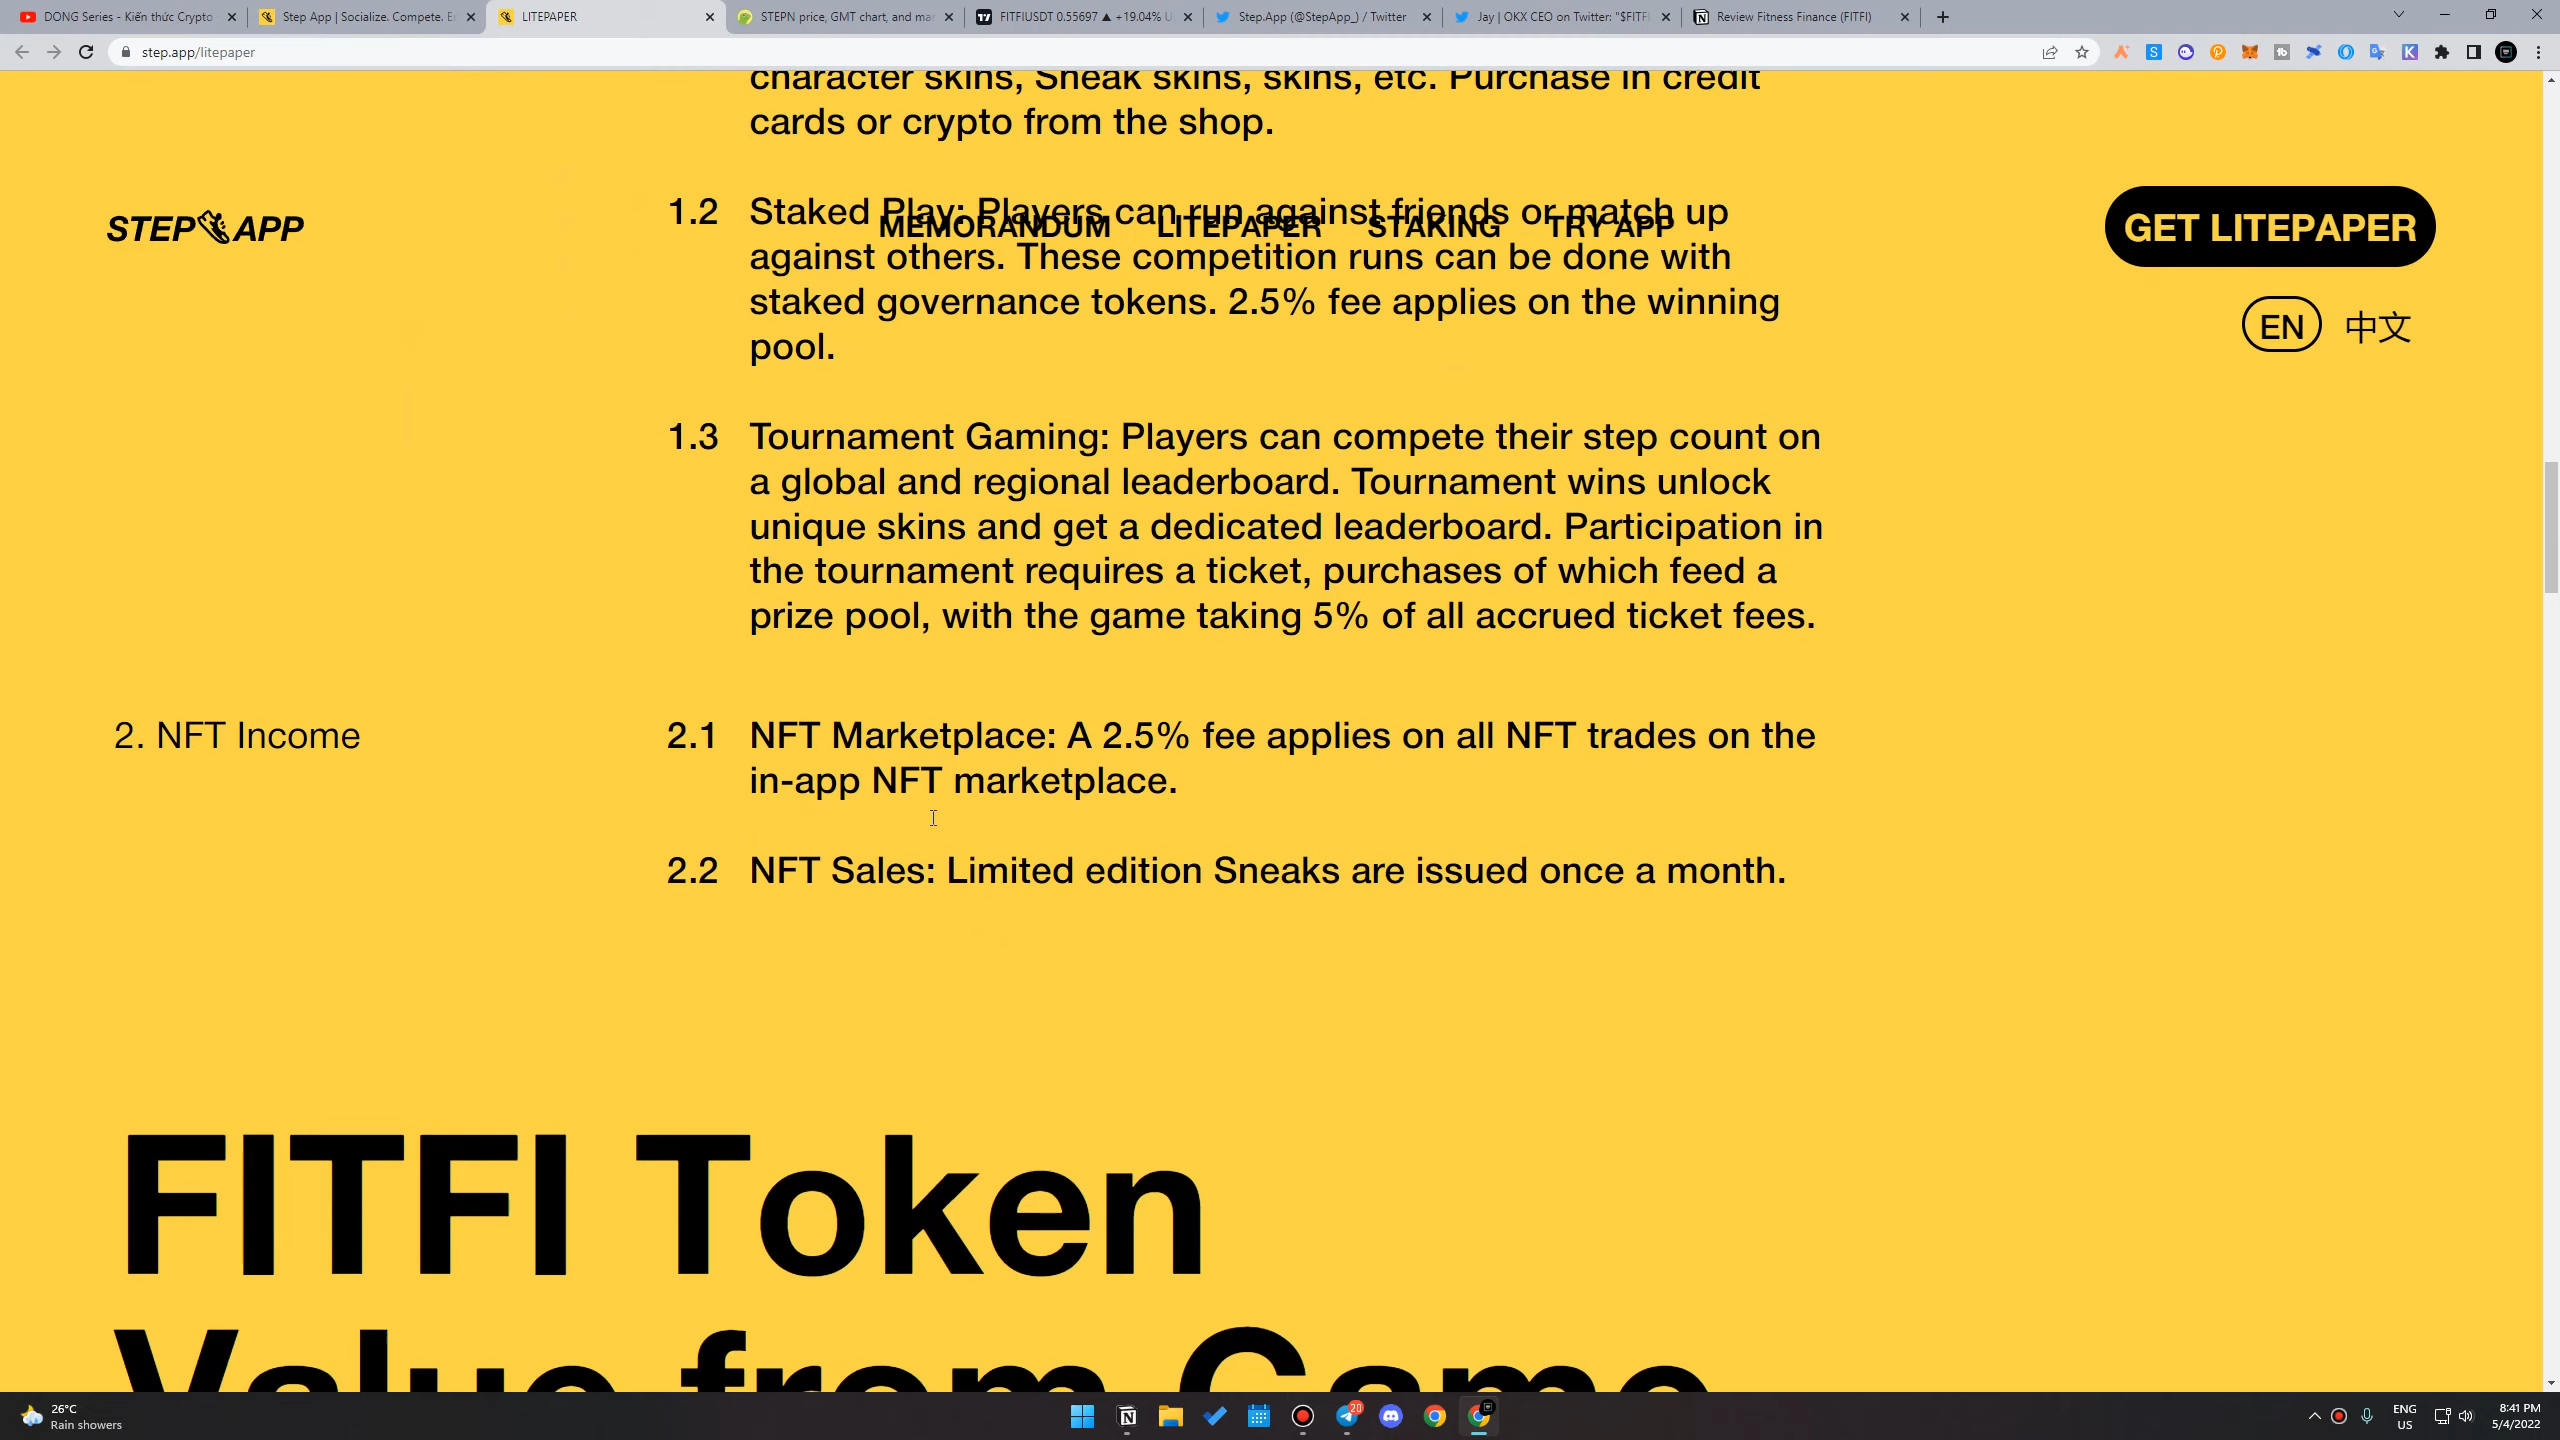 DONG Series - Kiến thức Crypto
Step App | Socialize. Compete. E
LITEPAPER
STEPN price, GMT chart, and mar
FITFIUSDT 0.55697 ▲ +19.04% U
Step.App (@StepApp_) / Twitter
Jay | OKX CEO on Twitter: "$FITFI
Review Fitness Finance (FITFI)
step.app/litepaper
character skins, Sneak skins, skins, etc. Purchase in credit
cards or crypto from the shop.
STEP APP
MEMORANDUM
LITEPAPER
STAKING
TRY APP
GET LITEPAPER
EN
中文
1.2 Staked Play: Players can run against friends or match up
against others. These competition runs can be done with
staked governance tokens. 2.5% fee applies on the winning
pool.
1.3 Tournament Gaming: Players can compete their step count on
a global and regional leaderboard. Tournament wins unlock
unique skins and get a dedicated leaderboard. Participation in
the tournament requires a ticket, purchases of which feed a
prize pool, with the game taking 5% of all accrued ticket fees.
2. NFT Income
2.1 NFT Marketplace: A 2.5% fee applies on all NFT trades on the
in-app NFT marketplace.
2.2 NFT Sales: Limited edition Sneaks are issued once a month.
FITFI Token
Value from Game
26°C
Rain showers
20
ENG
US
8:41 PM
5/4/2022